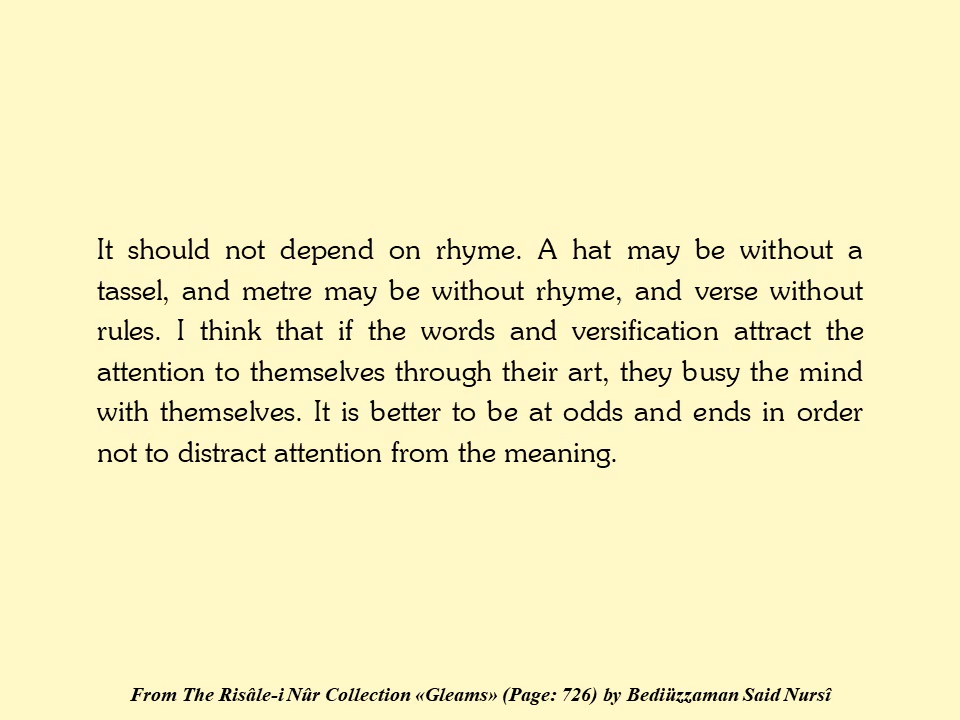 It should not depend on rhyme. A hat may be without a
tassel, and metre may be without rhyme, and verse without
rules. I think that if the words and versification attract the
attention to themselves through their art, they busy the mind
with themselves. It is better to be at odds and ends in order
not to distract attention from the meaning.
From The Risâle-i Nûr Collection «Gleams» (Page: 726) by Bediüzzaman Said Nursî